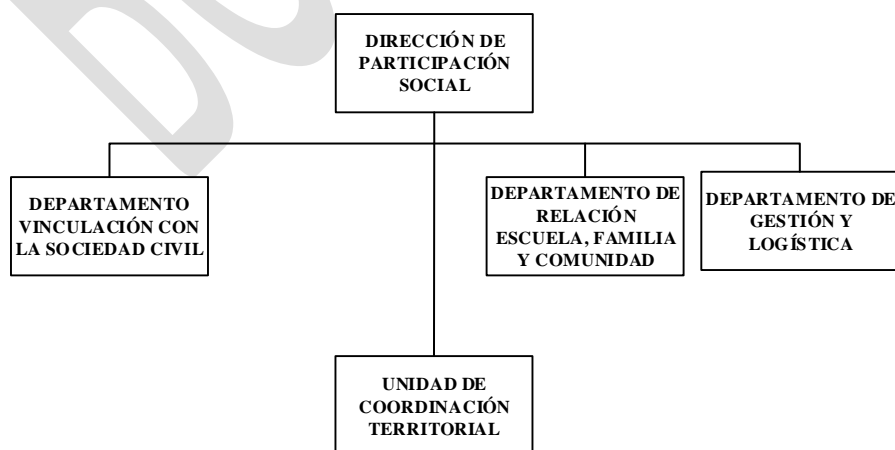 DIRECCIÓN DE
PARTICIPACIÓN
SOCIAL
DEPARTAMENTO
VINCULACIÓN CON
LA SOCIEDAD CIVIL
DEPARTAMENTO DE
RELACIÓN
ESCUELA, FAMILIA
Y COMUNIDAD
DEPARTAMENTO DE
GESTIÓN Y
LOGÍSTICA
UNIDAD DE
COORDINACIÓN
TERRITORIAL